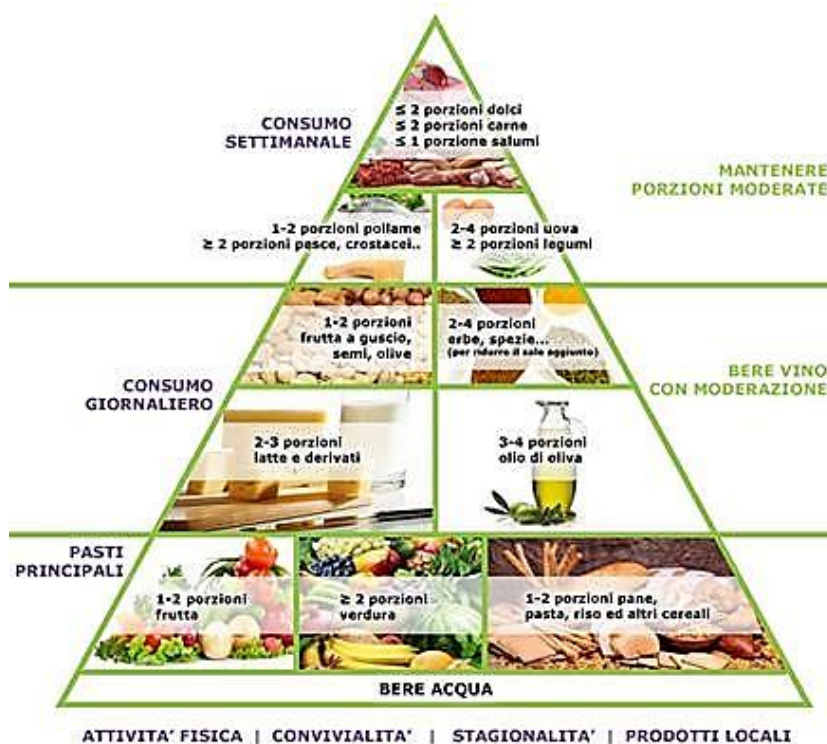 CONSUMO
SETTIMANALE
≤ 2 porzioni dolci
≤ 2 porzioni carne
≤ 1 porzione salumi
MANTENERE
PORZIONI MODERATE
1-2 porzioni pollame
≥ 2 porzioni pesce, crostacei..
2-4 porzioni uova
≥ 2 porzioni legumi
1-2 porzioni
frutta a guscio,
semi, olive
2-4 porzioni
erbe, spezie...
(per ridurre il sale aggiunto)
CONSUMO
GIORNALIERO
BERE VINO
CON MODERAZIONE
2-3 porzioni
latte e derivati
3-4 porzioni
olio di oliva
PASTI
PRINCIPALI
1-2 porzioni
frutta
≥ 2 porzioni
verdura
1-2 porzioni pane,
pasta, riso ed altri cereali
BERE ACQUA
ATTIVITA’ FISICA | CONVIVIALITA’ | STAGIONALITA’ | PRODOTTI LOCALI